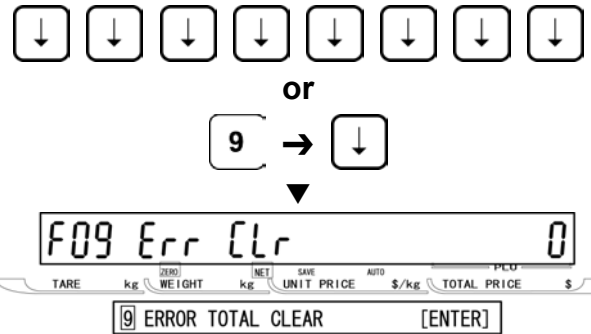 ↓ ↓ ↓ ↓ ↓ ↓ ↓ ↓
or
9 → ↓
▼
F09 Err CLr 0
ZERO NET SAVE AUTO PLU
TARE kg WEIGHT kg UNIT PRICE $/kg TOTAL PRICE $
9 ERROR TOTAL CLEAR [ENTER]